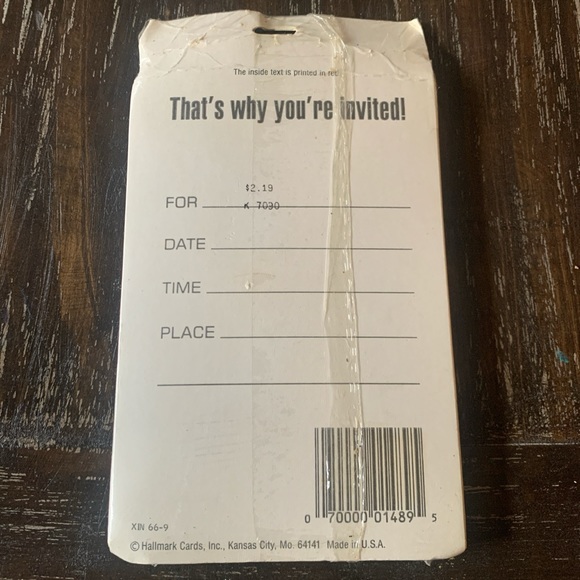 The inside text is printed in red.
That's why you're invited!
$2.19
FOR K 7030
DATE
TIME
PLACE
0 70000 01489 5
XIN 66-9
© Hallmark Cards, Inc., Kansas City, Mo. 64141 Made in U.S.A.